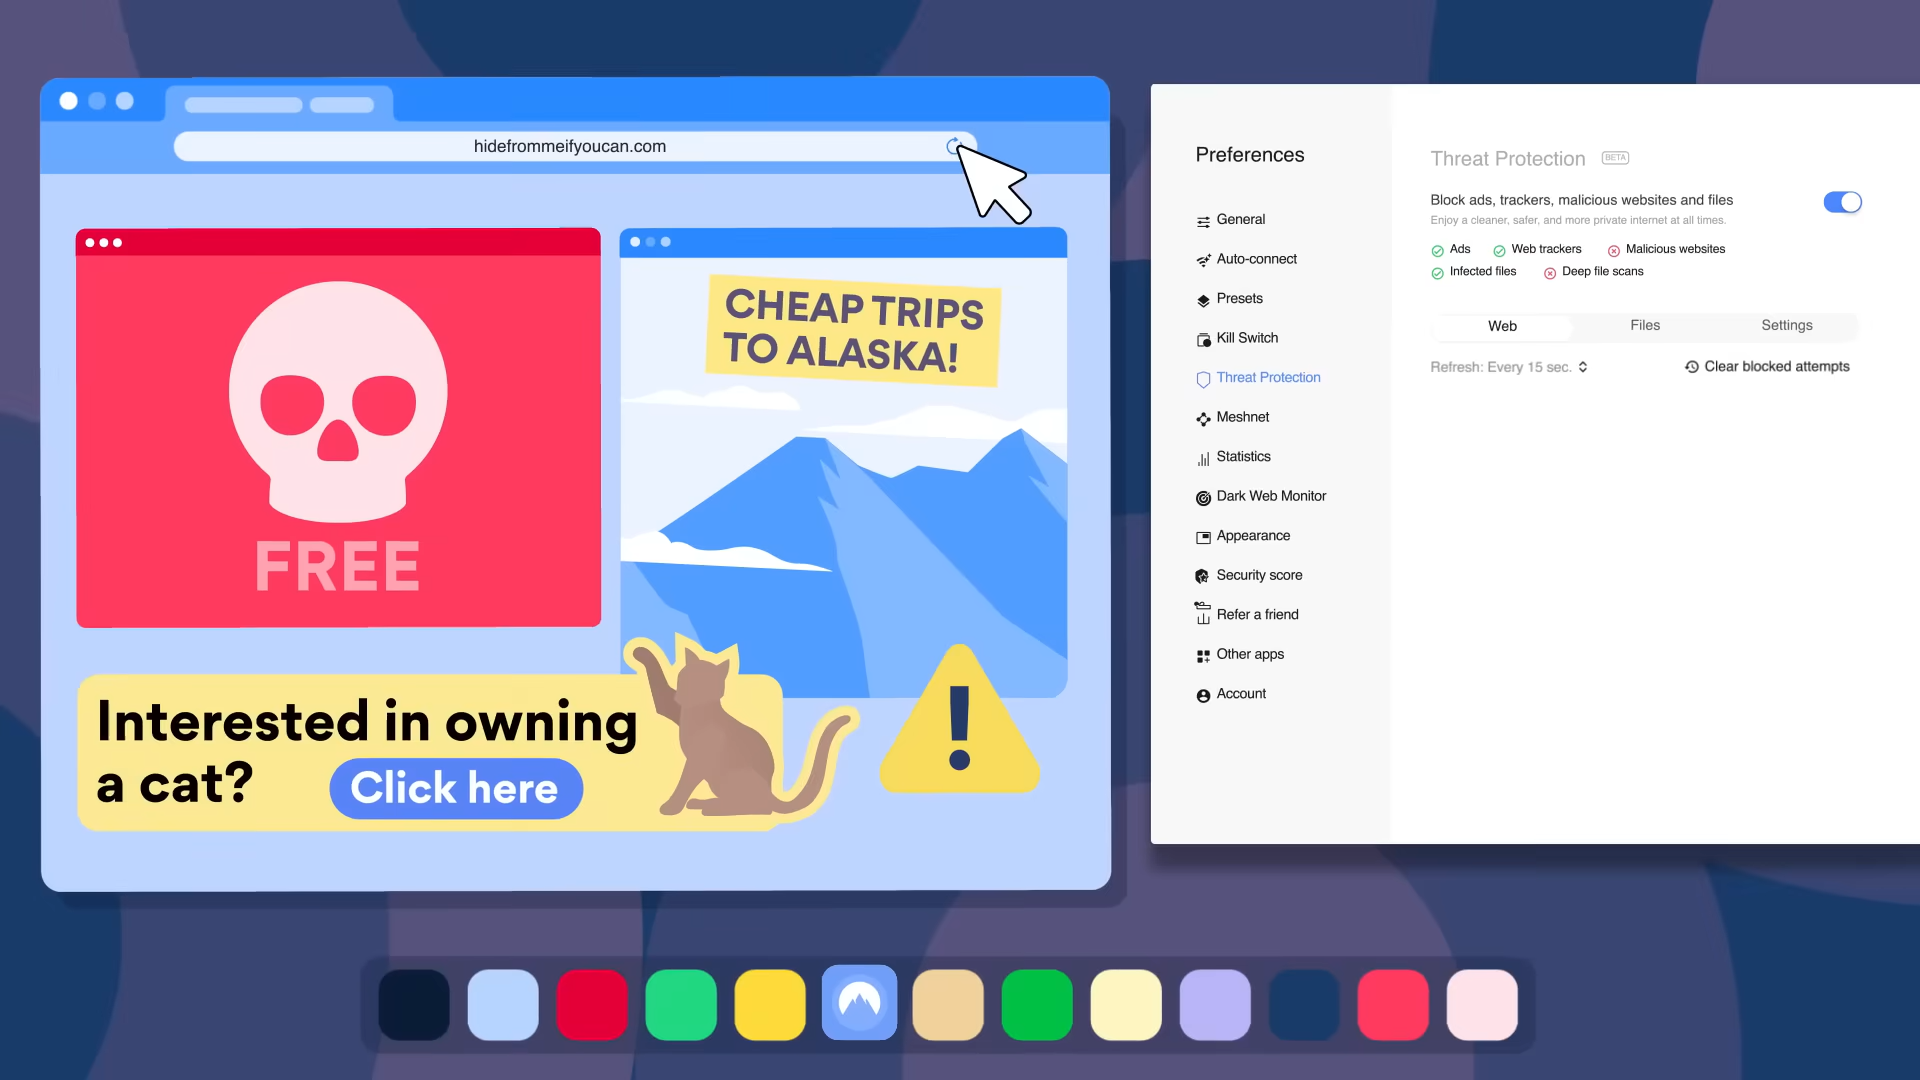 hidefrommeifyoucan.com
FREE
CHEAP TRIPS
TO ALASKA!
Interested in owning
a cat?
Click here
Preferences
General
Auto-connect
Presets
Kill Switch
Threat Protection
Meshnet
Statistics
Dark Web Monitor
Appearance
Security score
Refer a friend
Other apps
Account
Threat Protection BETA
Block ads, trackers, malicious websites and files
Enjoy a cleaner, safer, and more private internet at all times.
Ads Web trackers Malicious websites
Infected files Deep file scans
Web Files Settings
Refresh: Every 15 sec. Clear blocked attempts